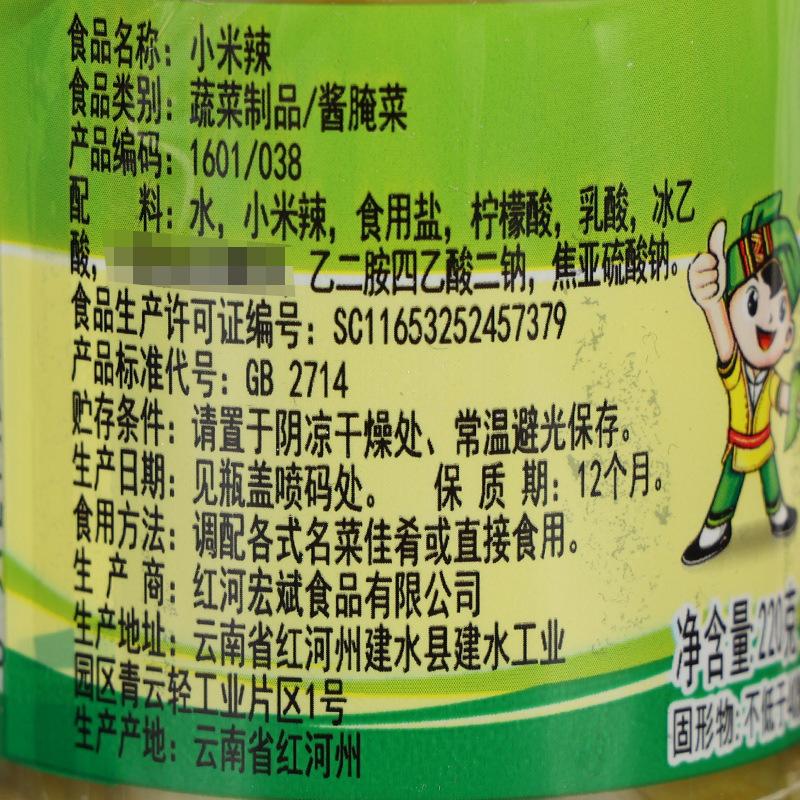 食品名称：小米辣
食品类别：蔬菜制品/酱腌菜
产品编码：1601/038
配 料：水，小米辣，食用盐，柠檬酸，乳酸，冰乙
酸， 乙二胺四乙酸二钠，焦亚硫酸钠。
食品生产许可证编号：SC11653252457379
产品标准代号：GB 2714
贮存条件：请置于阴凉干燥处、常温避光保存。
生产日期：见瓶盖喷码处。 保 质 期：12个月。
食用方法：调配各式名菜佳肴或直接食用。
生 产 商：红河宏斌食品有限公司
生产地址：云南省红河州建水县建水工业
园区青云轻工业片区1号
生产产地：云南省红河州
净含量：220克
固形物：不低于